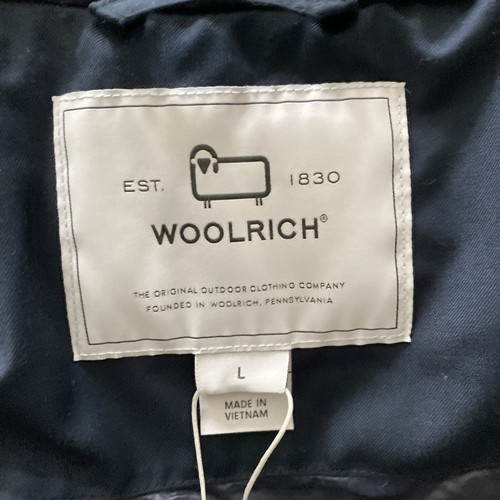 EST. 1830
WOOLRICH®
THE ORIGINAL OUTDOOR CLOTHING COMPANY
FOUNDED IN WOOLRICH, PENNSYLVANIA
L
MADE IN
VIETNAM